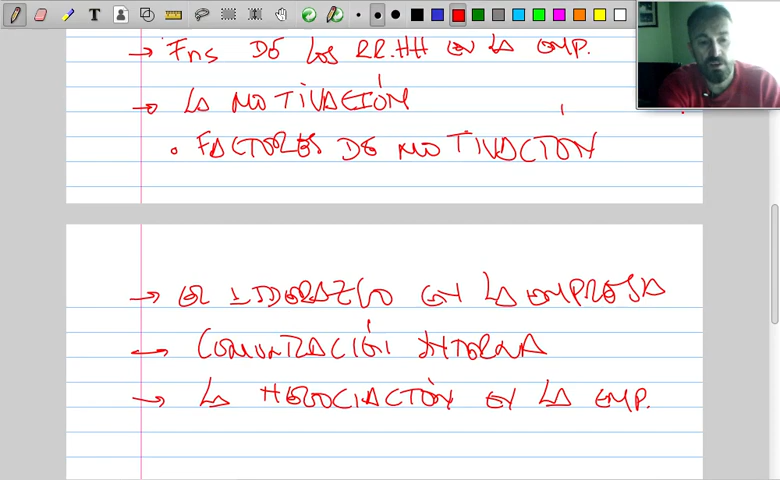 → Fns DE LOS RR.HH EN LA EMP.
→ LA MOTIVACIÓN
• FACTORES DE MOTIVACIÓN
→ EL LIDERAZGO EN LA EMPRESA
→ COMUNICACIÓN INTERNA
→ LA NEGOCIACIÓN EN LA EMP.